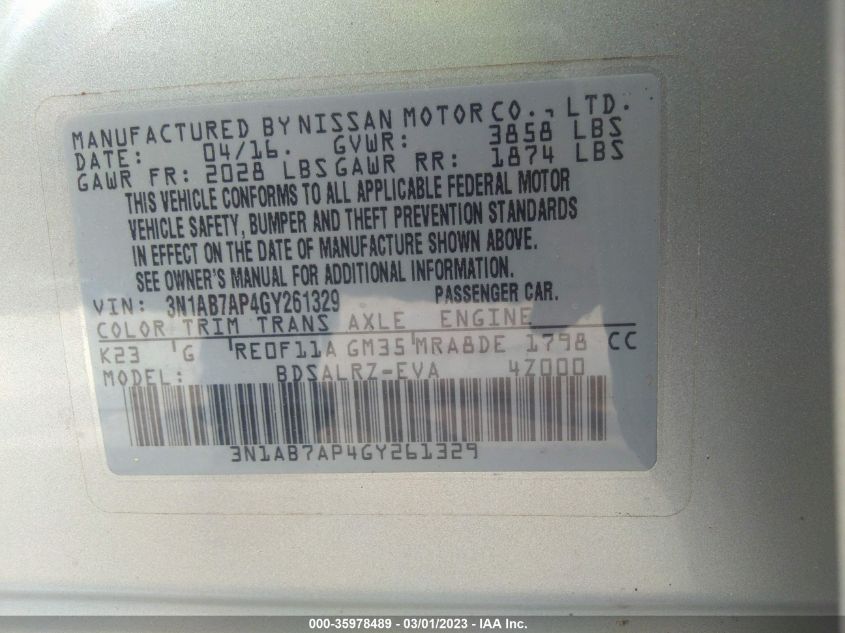 MANUFACTURED BY NISSAN MOTOR CO., LTD.
DATE: 04/16. GVWR: 3858 LBS
GAWR FR: 2028 LBS GAWR RR: 1874 LBS
THIS VEHICLE CONFORMS TO ALL APPLICABLE FEDERAL MOTOR
VEHICLE SAFETY, BUMPER AND THEFT PREVENTION STANDARDS
IN EFFECT ON THE DATE OF MANUFACTURE SHOWN ABOVE.
SEE OWNER'S MANUAL FOR ADDITIONAL INFORMATION.
VIN: 3N1AB7AP4GY261329 PASSENGER CAR.
COLOR TRIM TRANS AXLE ENGINE
K23 G RE0F11A GM35 MRA8DE 1798 CC
MODEL: BDSALRZ-EVA 4Z000
3N1AB7AP4GY261329
000-35978489 - 03/01/2023 - IAA Inc.